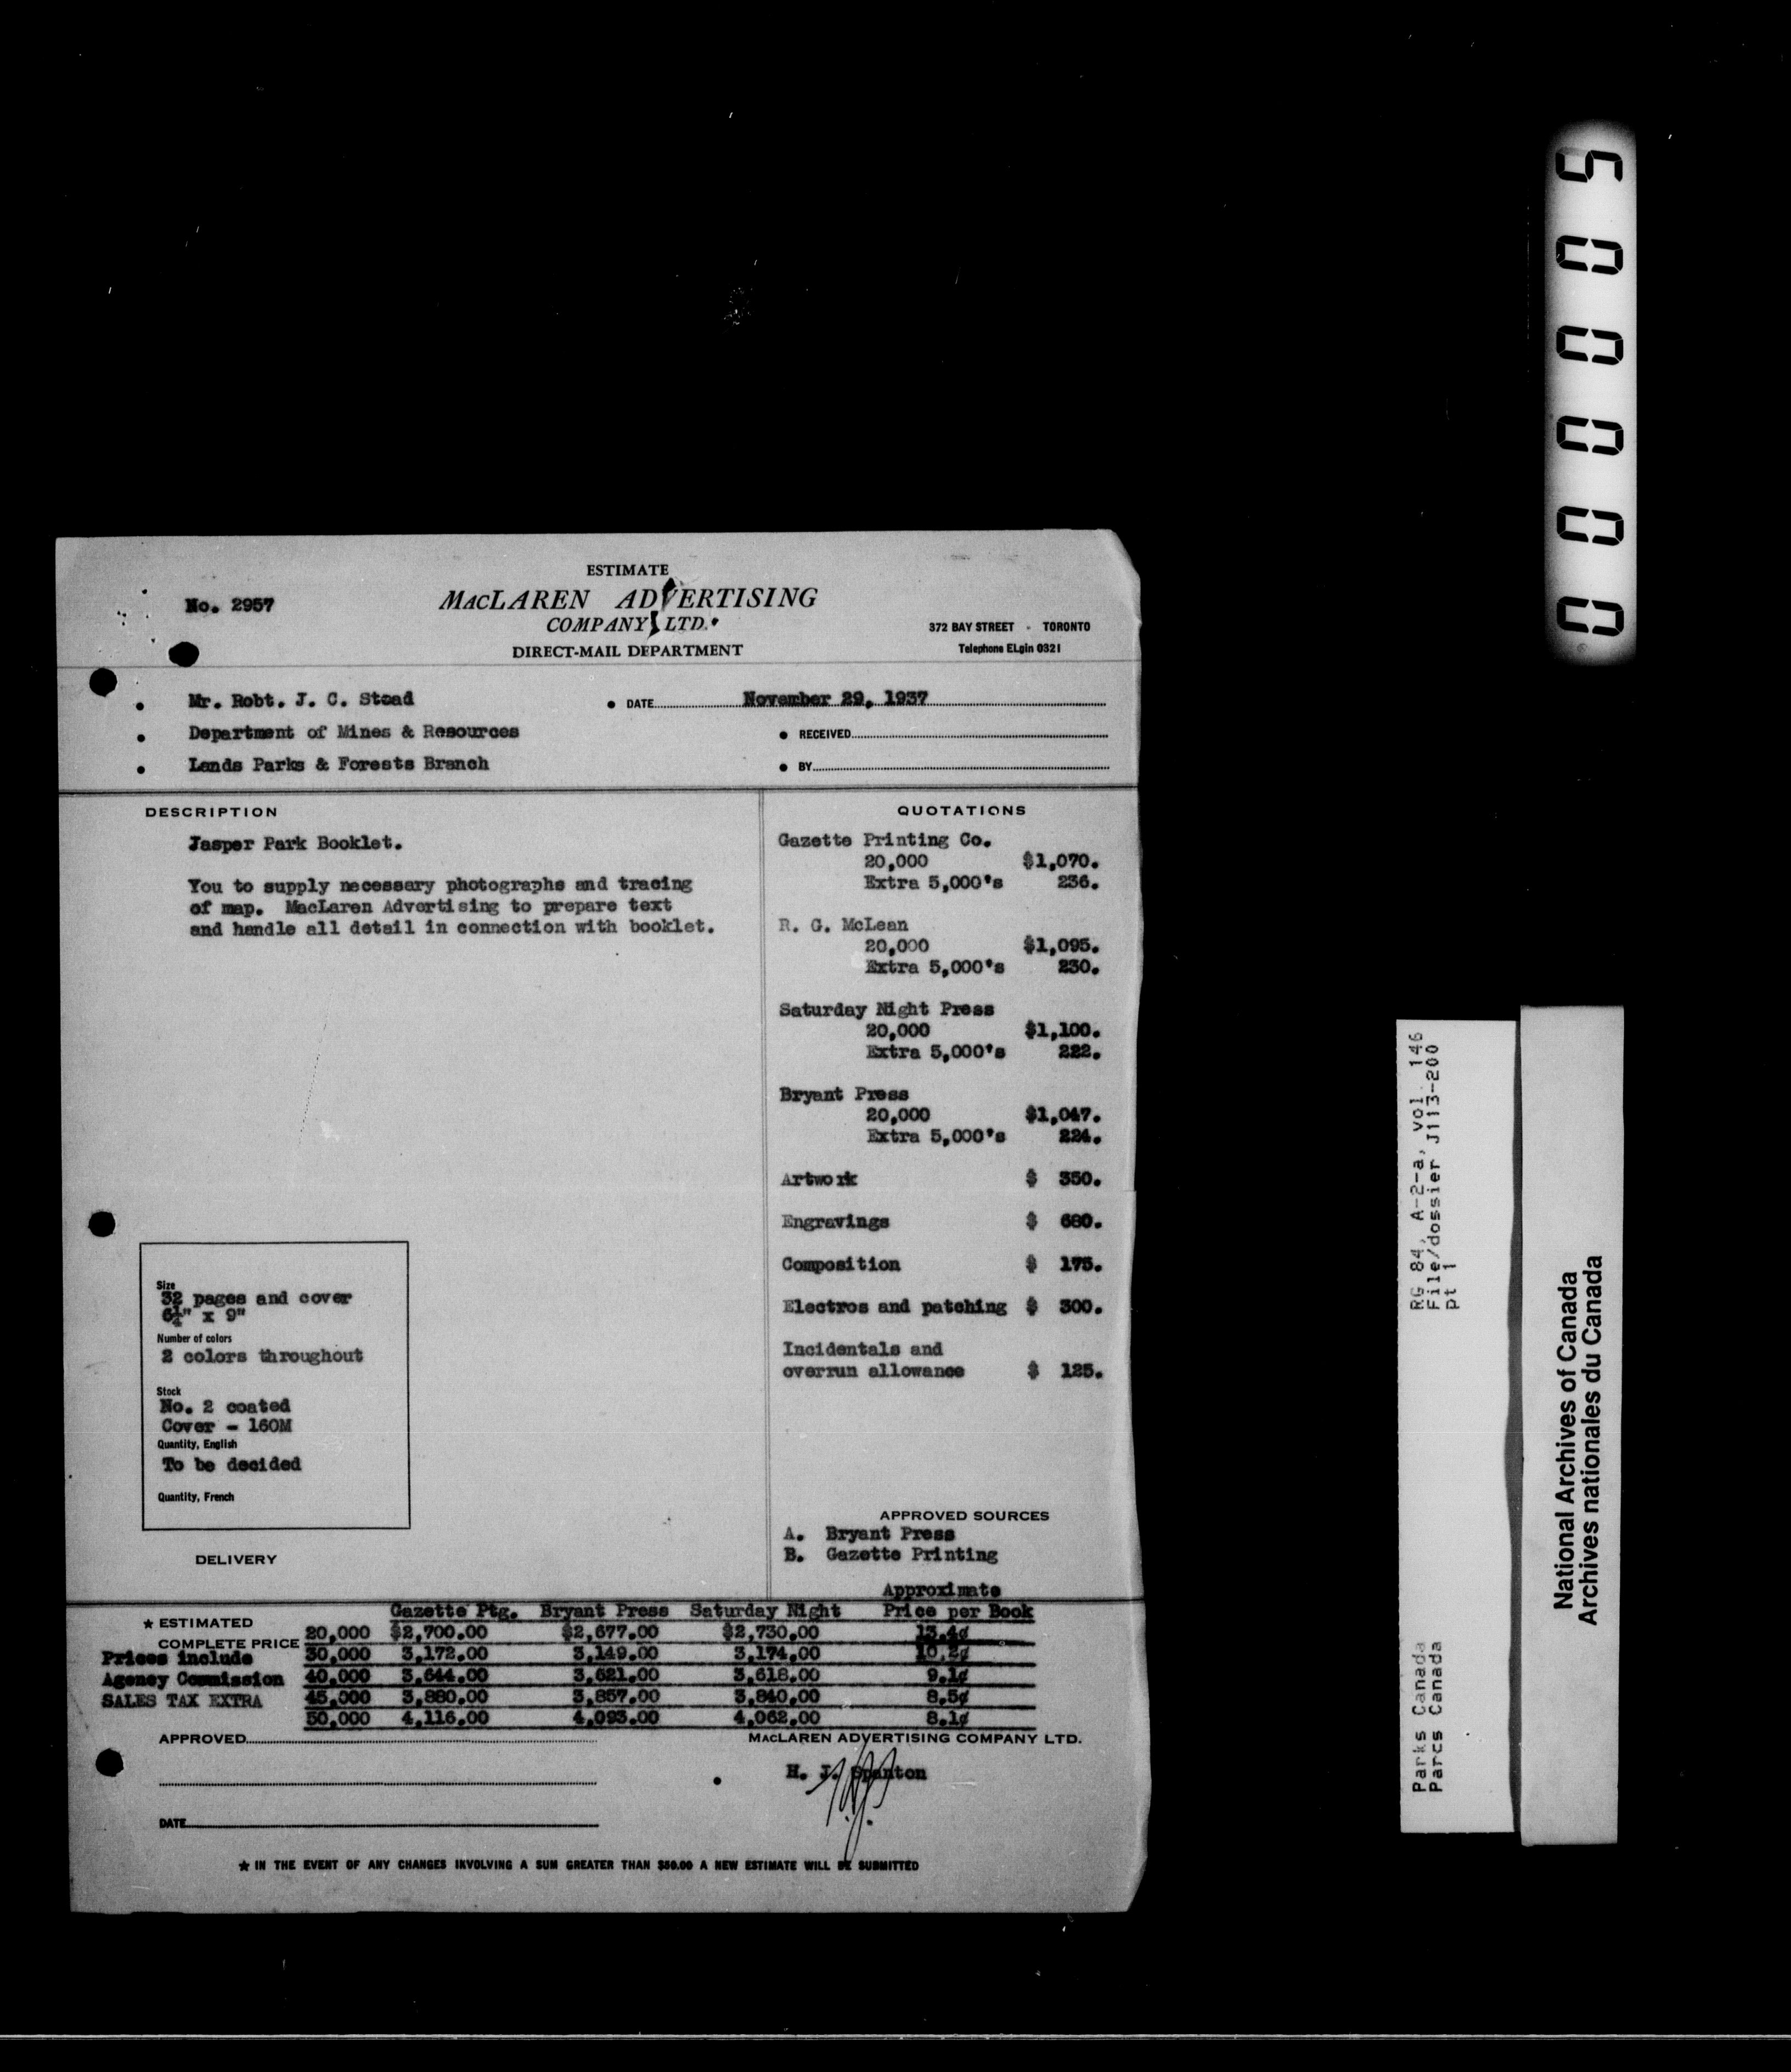 ESTIMATE
No. 2957
MACLAREN ADVERTISING
COMPANY LTD.
372 BAY STREET - TORONTO
DIRECT-MAIL DEPARTMENT
Telephone ELgin 0321
Mr. Robt. J. C. Stead
DATE November 29, 1937
Department of Mines & Resources
RECEIVED
Lands Parks & Forests Branch
BY
DESCRIPTION
Jasper Park Booklet.
You to supply necessary photographs and tracing
of map. MacLaren Advertising to prepare text
and handle all detail in connection with booklet.
QUOTATIONS
Gazette Printing Co.
20,000 $1,070.
Extra 5,000's 236.
R. G. McLean
20,000 $1,095.
Extra 5,000's 230.
Saturday Night Press
20,000 $1,100.
Extra 5,000's 222.
Bryant Press
20,000 $1,047.
Extra 5,000's 224.
Artwork $ 350.
Engravings $ 680.
Composition $ 175.
Electros and patching $ 300.
Incidentals and
overrun allowance $ 125.
Size
32 pages and cover
6¼" x 9"
Number of colors
2 colors throughout
Stock
No. 2 coated
Cover - 160M
Quantity, English
To be decided
Quantity, French
DELIVERY
APPROVED SOURCES
A. Bryant Press
B. Gazette Printing
Approximate
Gazette Ptg. Bryant Press Saturday Night Price per Book
★ ESTIMATED
COMPLETE PRICE
Prices include
Agency Commission
SALES TAX EXTRA
20,000 $2,700.00 $2,677.00 $2,730.00 13.4¢
30,000 3,172.00 3,149.00 3,174.00 10.2¢
40,000 3,644.00 3,621.00 3,618.00 9.1¢
45,000 3,880.00 3,857.00 3,840.00 8.5¢
50,000 4,116.00 4,093.00 4,062.00 8.1¢
APPROVED
MACLAREN ADVERTISING COMPANY LTD.
H. J. Spanton
DATE
★ IN THE EVENT OF ANY CHANGES INVOLVING A SUM GREATER THAN $50.00 A NEW ESTIMATE WILL BE SUBMITTED
000005
RG 84, A-2-a, vol. 146
File/dossier J113-200
pt 1
Parks Canada
Parcs Canada
National Archives of Canada
Archives nationales du Canada